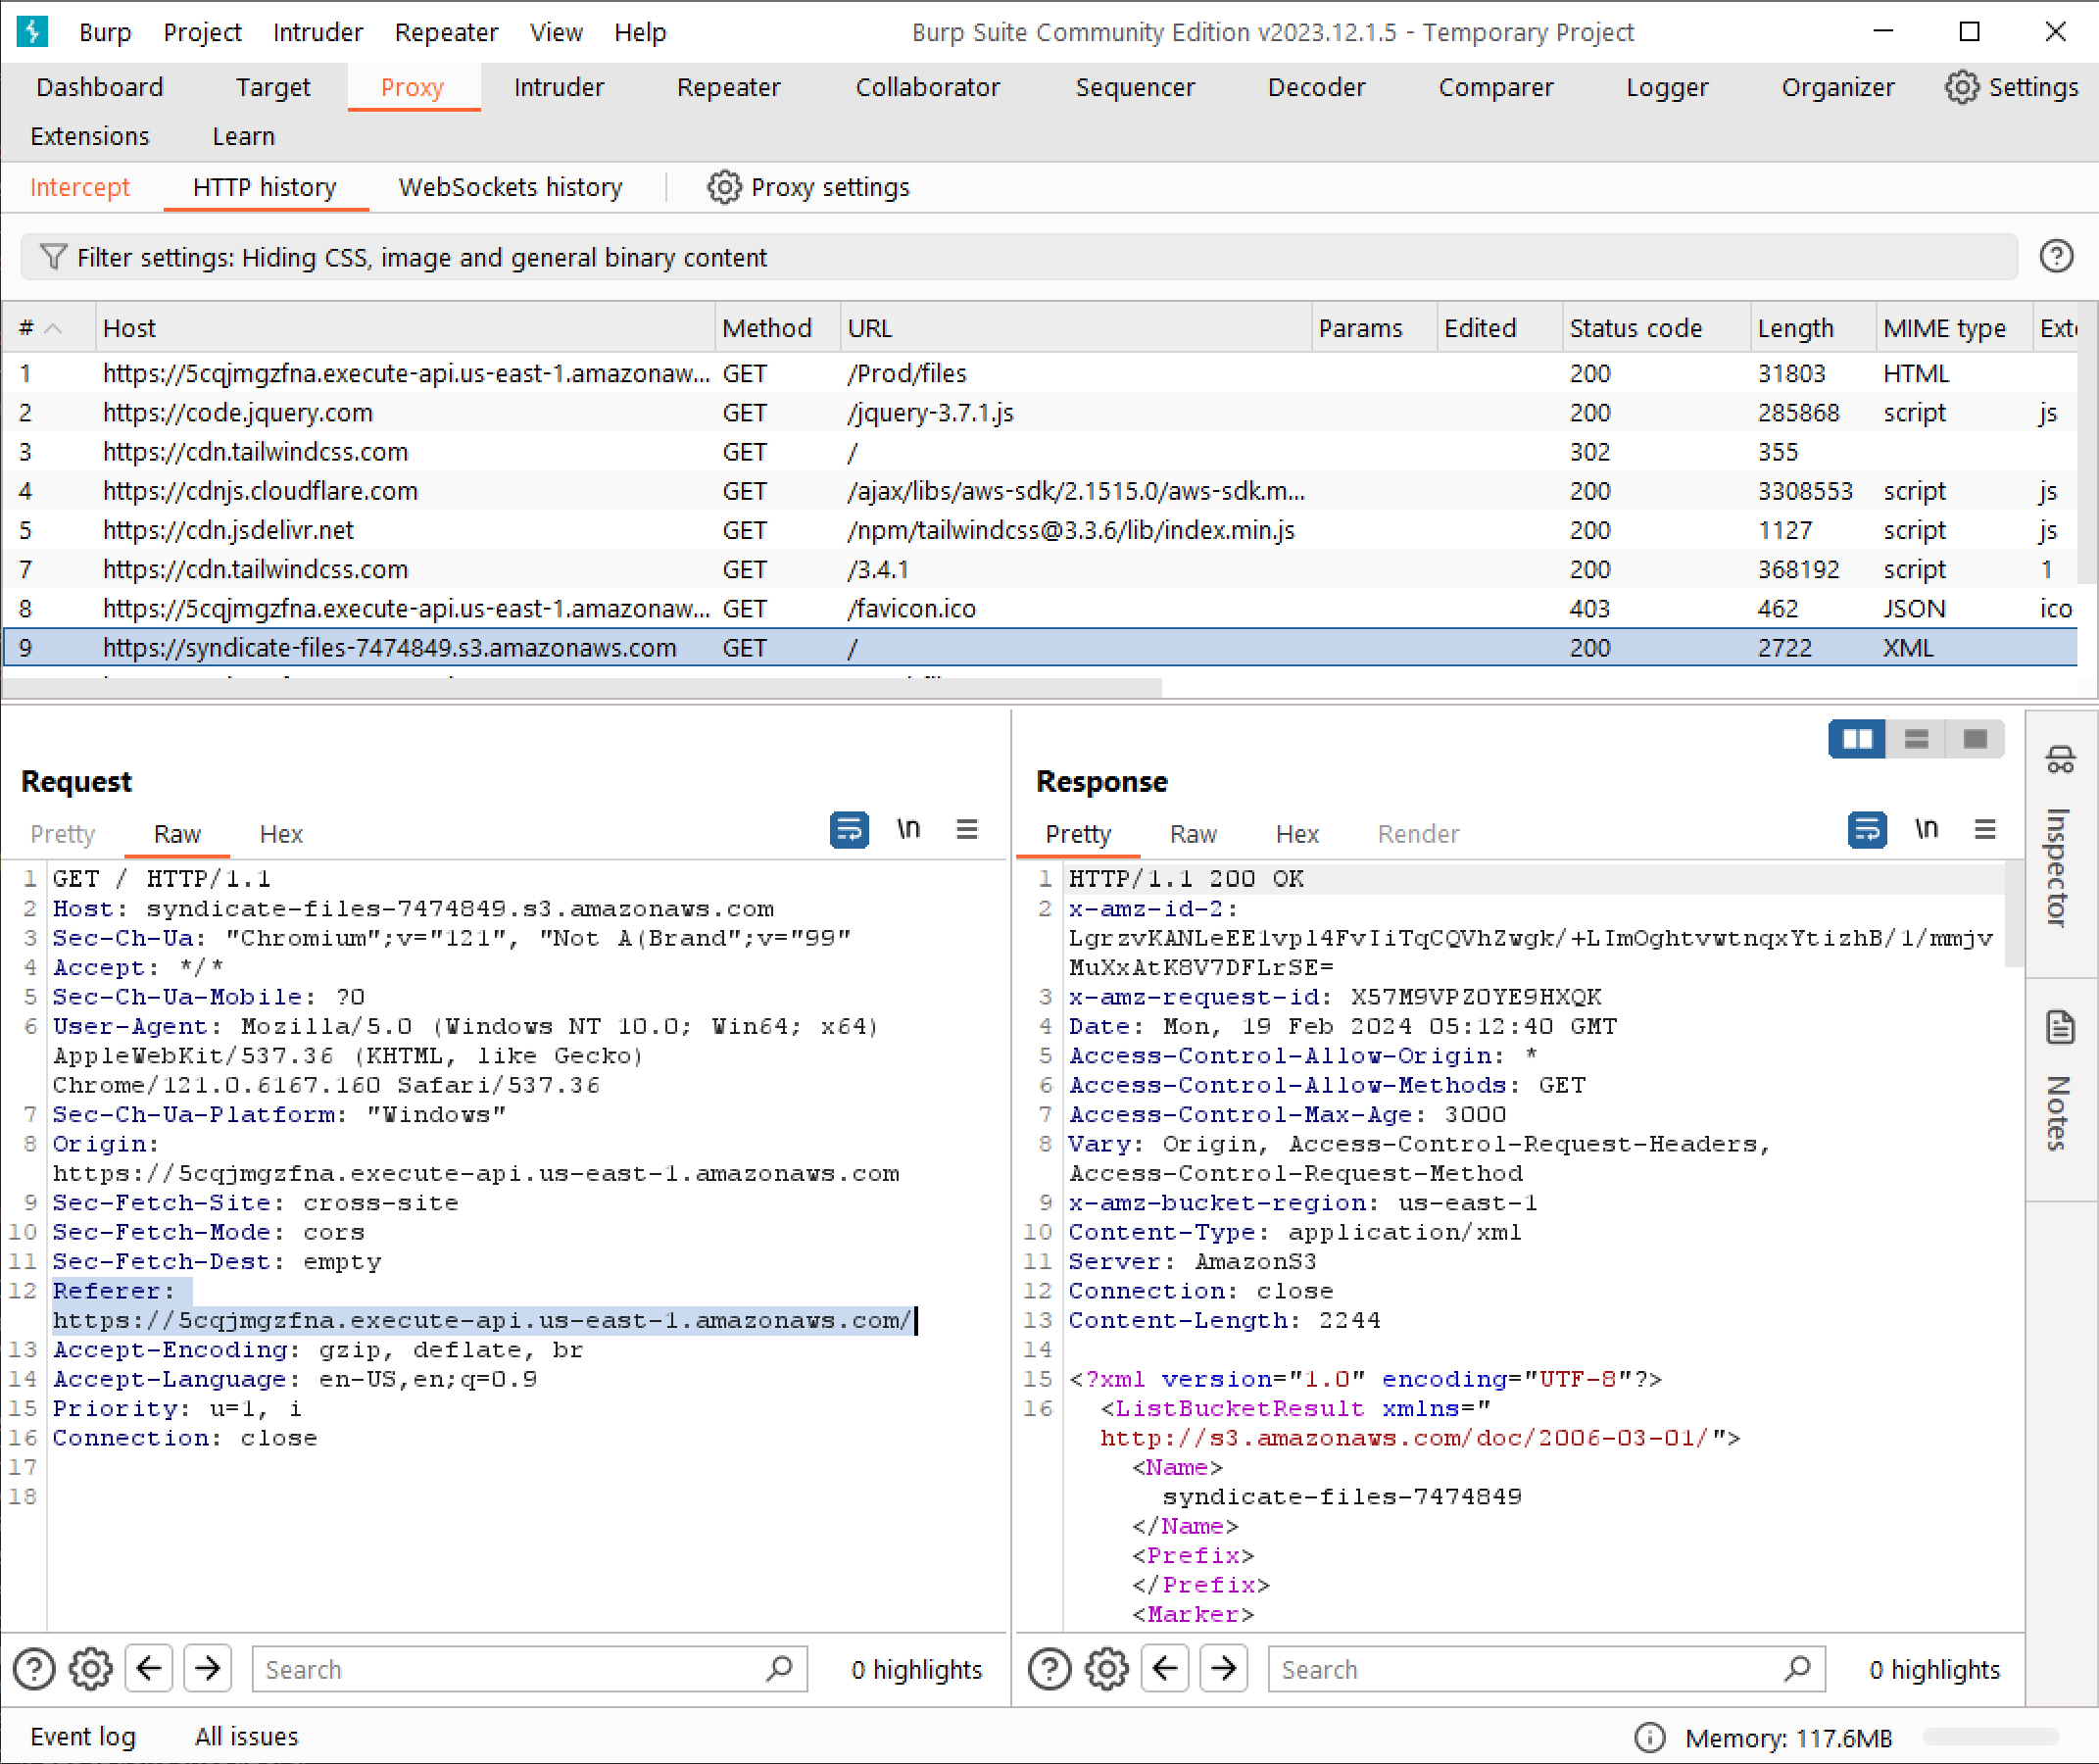 Burp Project Intruder Repeater View Help Burp Suite Community Edition v2023.12.1.5 - Temporary Project
Dashboard Target Proxy Intruder Repeater Collaborator Sequencer Decoder Comparer Logger Organizer Settings
Extensions Learn
Intercept HTTP history WebSockets history Proxy settings
Filter settings: Hiding CSS, image and general binary content
# Host Method URL Params Edited Status code Length MIME type Exte
1 https://5cqjmgzfna.execute-api.us-east-1.amazonaw... GET /Prod/files 200 31803 HTML
2 https://code.jquery.com GET /jquery-3.7.1.js 200 285868 script js
3 https://cdn.tailwindcss.com GET / 302 355
4 https://cdnjs.cloudflare.com GET /ajax/libs/aws-sdk/2.1515.0/aws-sdk.m... 200 3308553 script js
5 https://cdn.jsdelivr.net GET /npm/tailwindcss@3.3.6/lib/index.min.js 200 1127 script js
7 https://cdn.tailwindcss.com GET /3.4.1 200 368192 script 1
8 https://5cqjmgzfna.execute-api.us-east-1.amazonaw... GET /favicon.ico 403 462 JSON ico
9 https://syndicate-files-7474849.s3.amazonaws.com GET / 200 2722 XML
Request
Pretty Raw Hex \n
1 GET / HTTP/1.1
2 Host: syndicate-files-7474849.s3.amazonaws.com
3 Sec-Ch-Ua: "Chromium";v="121", "Not A(Brand";v="99"
4 Accept: */*
5 Sec-Ch-Ua-Mobile: ?0
6 User-Agent: Mozilla/5.0 (Windows NT 10.0; Win64; x64)
AppleWebKit/537.36 (KHTML, like Gecko)
Chrome/121.0.6167.160 Safari/537.36
7 Sec-Ch-Ua-Platform: "Windows"
8 Origin:
https://5cqjmgzfna.execute-api.us-east-1.amazonaws.com
9 Sec-Fetch-Site: cross-site
10 Sec-Fetch-Mode: cors
11 Sec-Fetch-Dest: empty
12 Referer:
https://5cqjmgzfna.execute-api.us-east-1.amazonaws.com/
13 Accept-Encoding: gzip, deflate, br
14 Accept-Language: en-US,en;q=0.9
15 Priority: u=1, i
16 Connection: close
17
18
Search 0 highlights
Response
Pretty Raw Hex Render \n
1 HTTP/1.1 200 OK
2 x-amz-id-2:
LgrzvKANLeEE1vpl4FvIiTqCQVhZwgk/+LImOghtvwtnqxYtizhB/1/mmjv
MuXxAtK8V7DFLrSE=
3 x-amz-request-id: X57M9VPZ0YE9HXQK
4 Date: Mon, 19 Feb 2024 05:12:40 GMT
5 Access-Control-Allow-Origin: *
6 Access-Control-Allow-Methods: GET
7 Access-Control-Max-Age: 3000
8 Vary: Origin, Access-Control-Request-Headers,
Access-Control-Request-Method
9 x-amz-bucket-region: us-east-1
10 Content-Type: application/xml
11 Server: AmazonS3
12 Connection: close
13 Content-Length: 2244
14
15 <?xml version="1.0" encoding="UTF-8"?>
16 <ListBucketResult xmlns="
http://s3.amazonaws.com/doc/2006-03-01/">
<Name>
syndicate-files-7474849
</Name>
<Prefix>
</Prefix>
<Marker>
Search 0 highlights
Inspector
Notes
Event log All issues Memory: 117.6MB